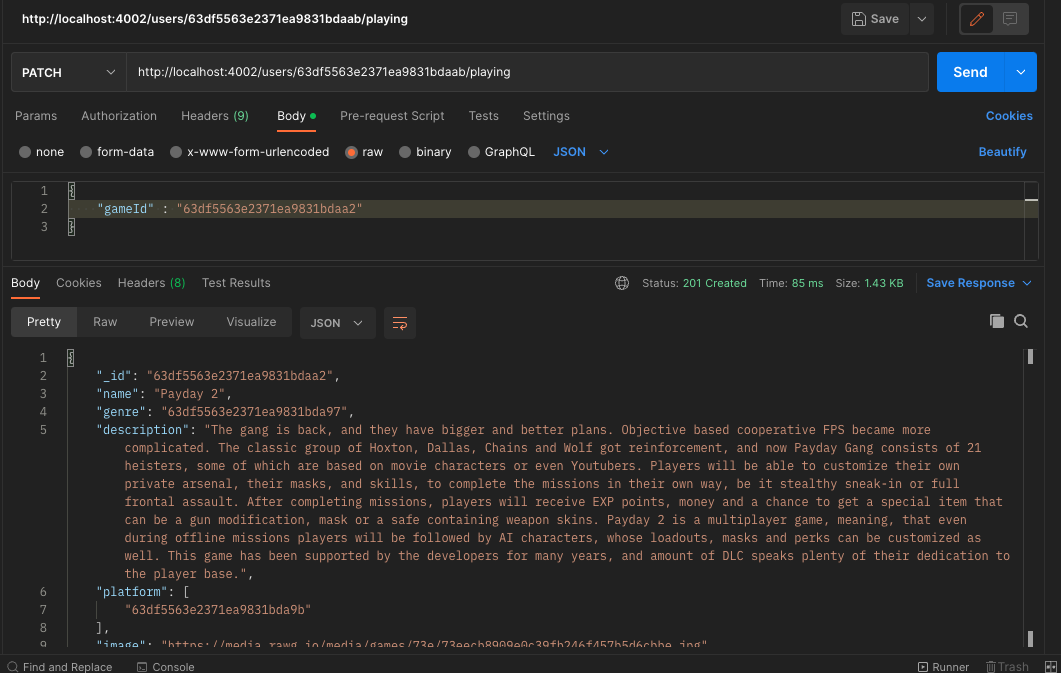 http://localhost:4002/users/63df5563e2371ea9831bdaab/playing
Save
PATCH
http://localhost:4002/users/63df5563e2371ea9831bdaab/playing
Send
Params Authorization Headers (9) Body Pre-request Script Tests Settings Cookies
none form-data x-www-form-urlencoded raw binary GraphQL JSON Beautify
1 {
2 "gameId" : "63df5563e2371ea9831bdaa2"
3 }
Body Cookies Headers (8) Test Results Status: 201 Created Time: 85 ms Size: 1.43 KB Save Response
Pretty Raw Preview Visualize JSON
1 {
2 "_id": "63df5563e2371ea9831bdaa2",
3 "name": "Payday 2",
4 "genre": "63df5563e2371ea9831bda97",
5 "description": "The gang is back, and they have bigger and better plans. Objective based cooperative FPS became more
complicated. The classic group of Hoxton, Dallas, Chains and Wolf got reinforcement, and now Payday Gang consists of 21
heisters, some of which are based on movie characters or even Youtubers. Players will be able to customize their own
private arsenal, their masks, and skills, to complete the missions in their own way, be it stealthy sneak-in or full
frontal assault. After completing missions, players will receive EXP points, money and a chance to get a special item that
can be a gun modification, mask or a safe containing weapon skins. Payday 2 is a multiplayer game, meaning, that even
during offline missions players will be followed by AI characters, whose loadouts, masks and perks can be customized as
well. This game has been supported by the developers for many years, and amount of DLC speaks plenty of their dedication to
the player base.",
6 "platform": [
7 "63df5563e2371ea9831bda9b"
8 ],
9 "image": "https://media.rawg.io/media/games/73e/73eecb8909e0c39fb246f457b5d6cbbe.jpg"
Find and Replace Console Runner Trash